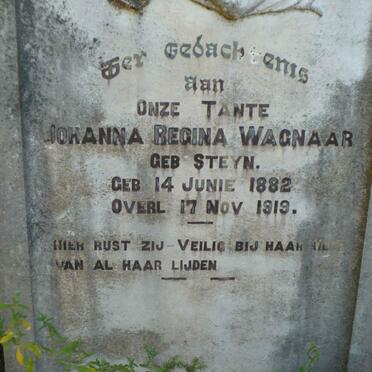 Ter Gedachtenis
aan
ONZE TANTE
JOHANNA REGINA WAGNAAR
GEB STEYN.
GEB 14 JUNIE 1882
OVERL 17 NOV 1919.
HIER RUST ZIJ - VEILIG BIJ HAAR
VAN AL HAAR LIJDEN